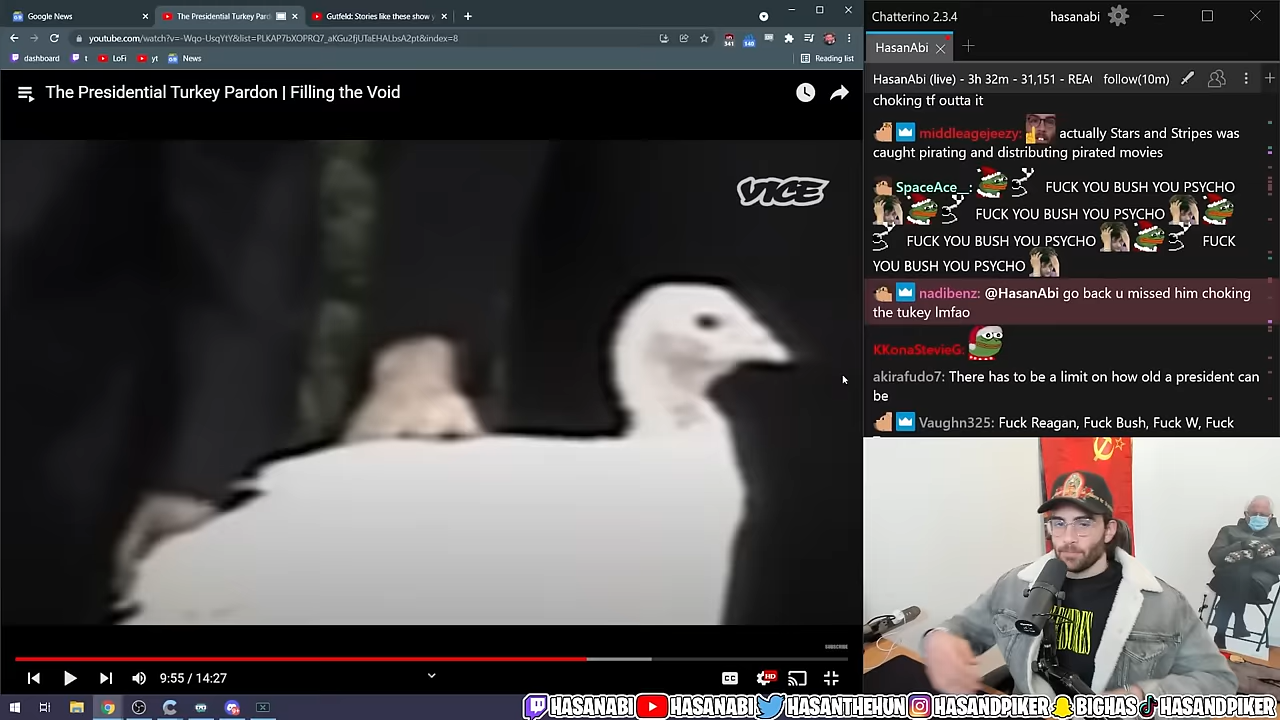 Google News
The Presidential Turkey Pard
Gutfeld: Stories like these show y
youtube.com/watch?v=-Wqo-UsqYtY&list=PLKAP7bXOPRQ7_aKGu2fjUTaEHALbsA2pt&index=8
341
140
dashboard
t
LoFi
yt
News
Reading list
The Presidential Turkey Pardon | Filling the Void
VICE
SUBSCRIBE
9:55 / 14:27
CC
HD
Chatterino 2.3.4
hasanabi
HasanAbi
HasanAbi (live) - 3h 32m - 31,151 - REA
follow(10m)
choking tf outta it
middleagejeezy: actually Stars and Stripes was
caught pirating and distributing pirated movies
SpaceAce_: FUCK YOU BUSH YOU PSYCHO
FUCK YOU BUSH YOU PSYCHO
FUCK YOU BUSH YOU PSYCHO FUCK
YOU BUSH YOU PSYCHO
nadibenz: @HasanAbi go back u missed him choking
the tukey lmfao
KKonaStevieG:
akirafudo7: There has to be a limit on how old a president can
be
Vaughn325: Fuck Reagan, Fuck Bush, Fuck W, Fuck
HASANABI HASANABI HASANTHEHUN HASANDPIKER BIGHAS HASANDPIKER